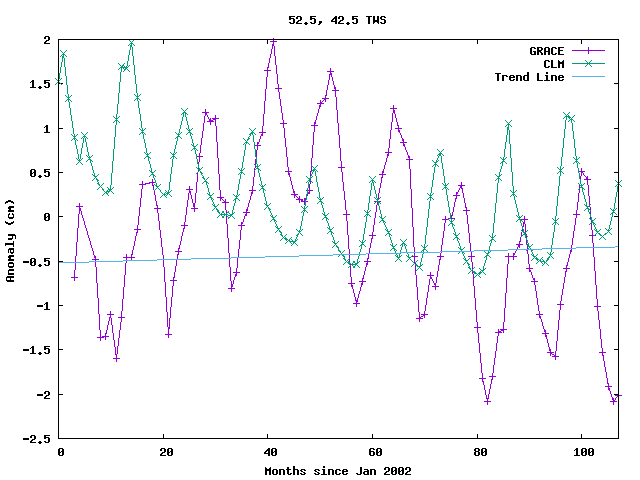 52.5, 42.5 TWS
GRACE
CLM
Trend Line
2
1.5
1
0.5
0
-0.5
-1
-1.5
-2
-2.5
Anomaly (cm)
0 20 40 60 80 100
Months since Jan 2002